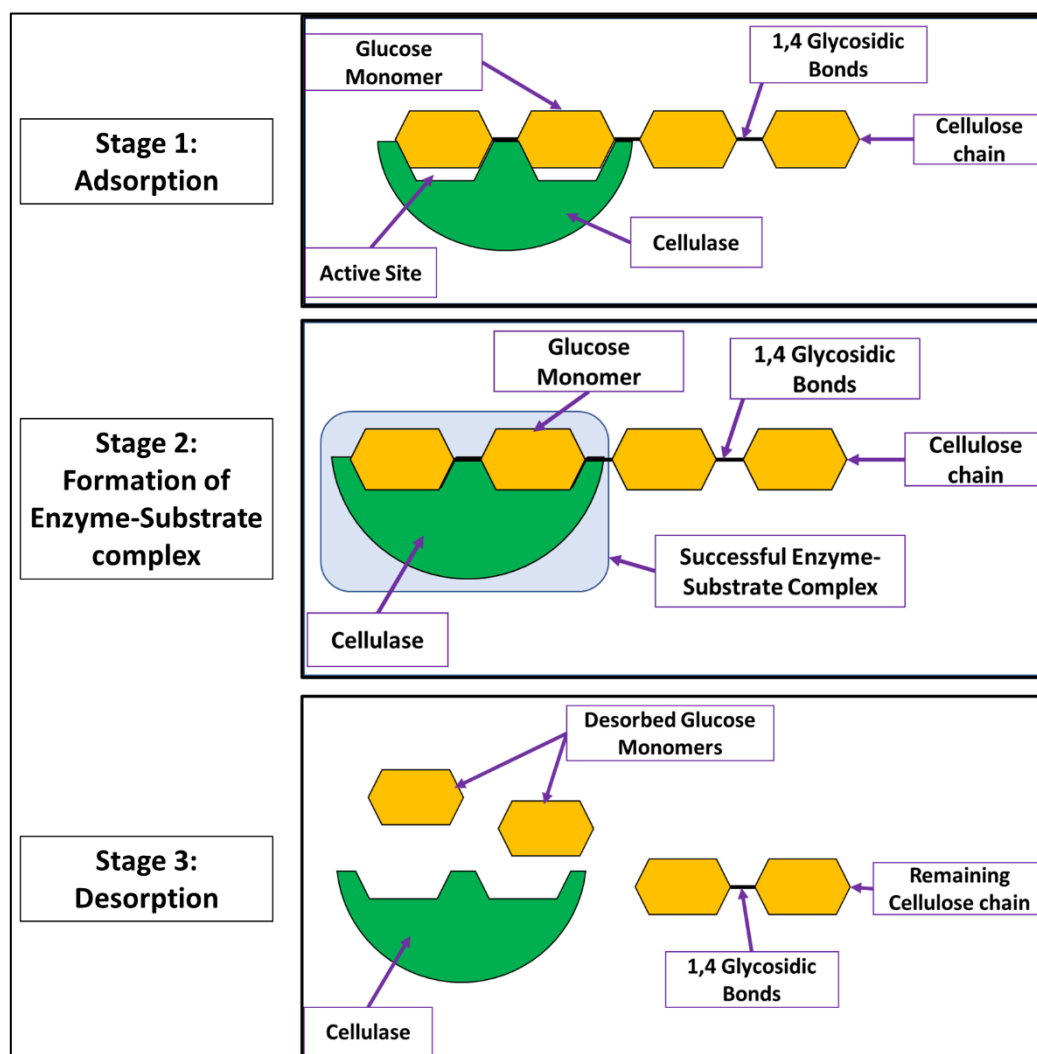 Stage 1:
Adsorption
Glucose
Monomer
1,4 Glycosidic
Bonds
Cellulose
chain
Cellulase
Active Site
Stage 2:
Formation of
Enzyme-Substrate
complex
Glucose
Monomer
1,4 Glycosidic
Bonds
Cellulose
chain
Successful Enzyme-
Substrate Complex
Cellulase
Stage 3:
Desorption
Desorbed Glucose
Monomers
Remaining
Cellulose chain
1,4 Glycosidic
Bonds
Cellulase